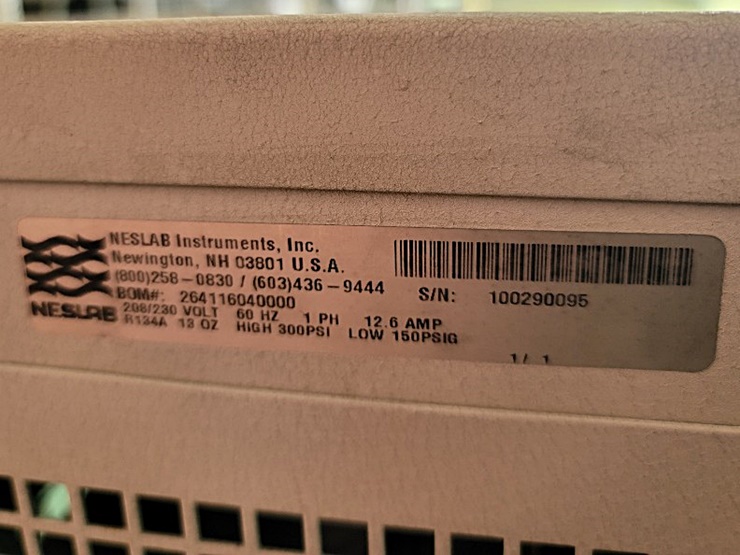 NESLAB Instruments, Inc.
Newington, NH 03801 U.S.A.
(800)258-0830 / (603)436-9444
BOM#: 264116040000
208/230 VOLT 60 HZ 1 PH 12.6 AMP
R134A 13 OZ HIGH 300PSI LOW 150PSIG
NESLAB
S/N: 100290095
1/ 1